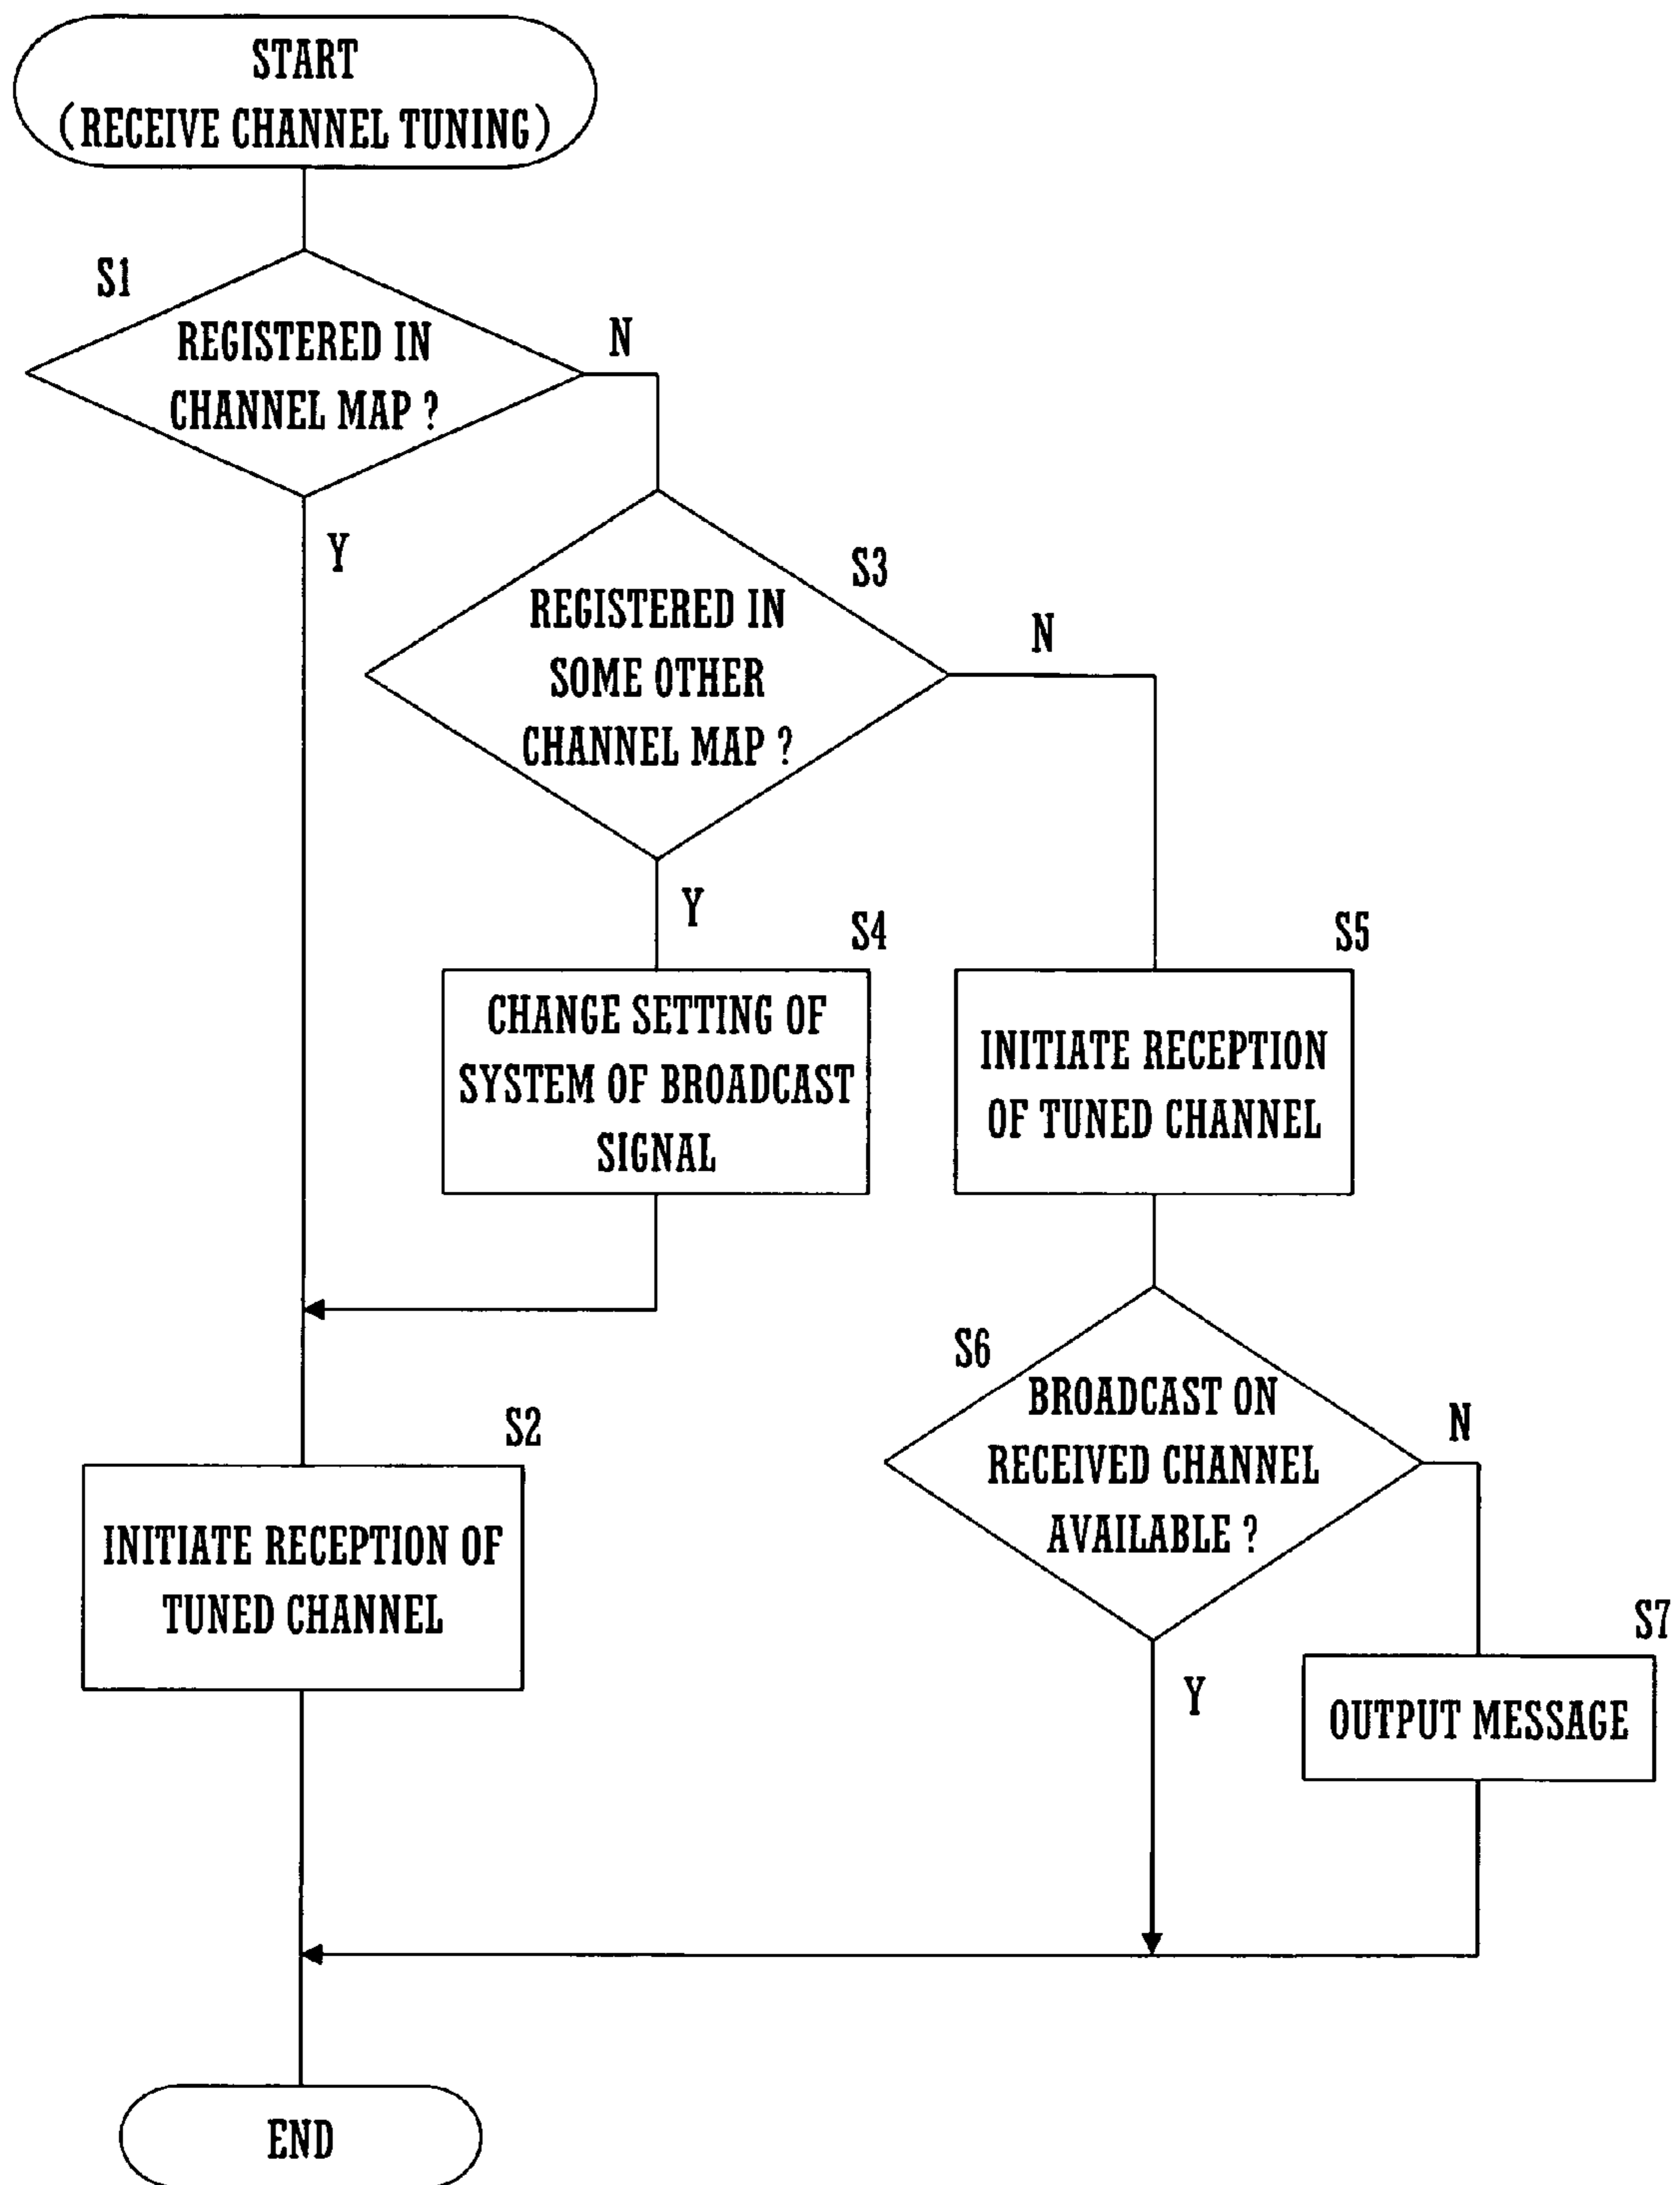 START
(RECEIVE CHANNEL TUNING)
S1
REGISTERED IN
CHANNEL MAP ?
N
Y
S3
REGISTERED IN
SOME OTHER
CHANNEL MAP ?
N
Y
S4
CHANGE SETTING OF
SYSTEM OF BROADCAST
SIGNAL
S5
INITIATE RECEPTION
OF TUNED CHANNEL
S6
BROADCAST ON
RECEIVED CHANNEL
AVAILABLE ?
N
Y
S2
INITIATE RECEPTION OF
TUNED CHANNEL
S7
OUTPUT MESSAGE
END